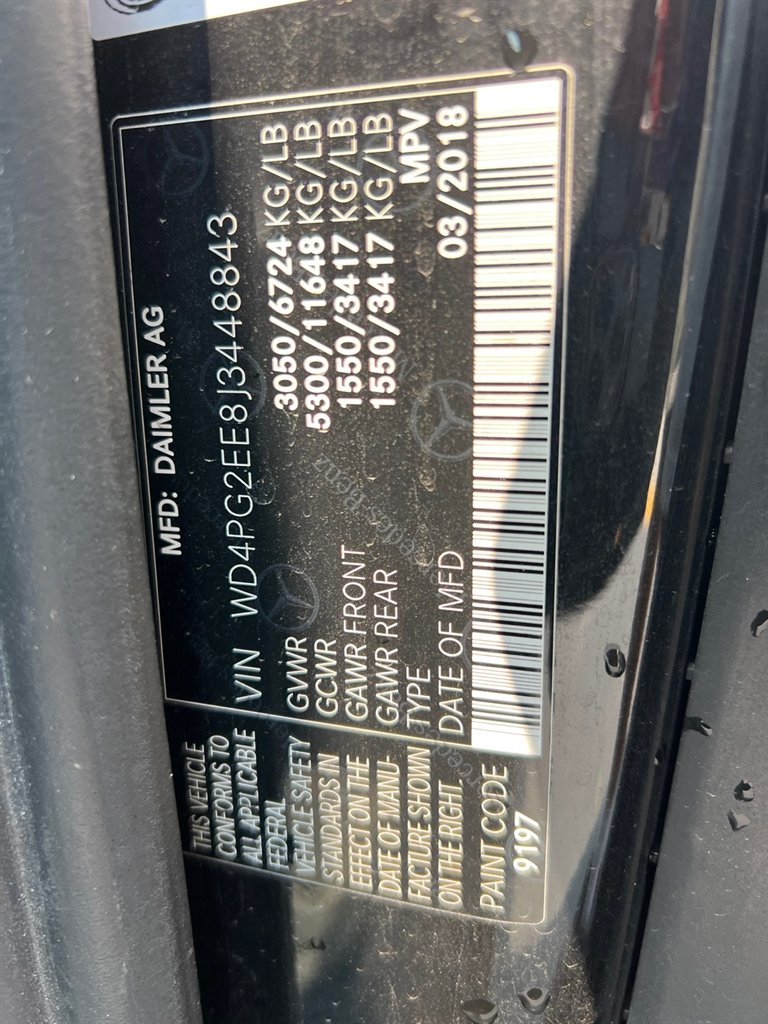 MFD: DAIMLER AG
VIN WD4PG2EE8J3448843
GVWR 3050/6724 KG/LB
GCWR 5300/11648 KG/LB
GAWR FRONT 1550/3417 KG/LB
GAWR REAR 1550/3417 KG/LB
TYPE MPV
DATE OF MFD 03/2018
THIS VEHICLE
CONFORMS TO
ALL APPLICABLE
FEDERAL
VEHICLE SAFETY
STANDARDS IN
EFFECT ON THE
DATE OF MANU-
FACTURE SHOWN
ON THE RIGHT
PAINT CODE
9197
Mercedes-Benz